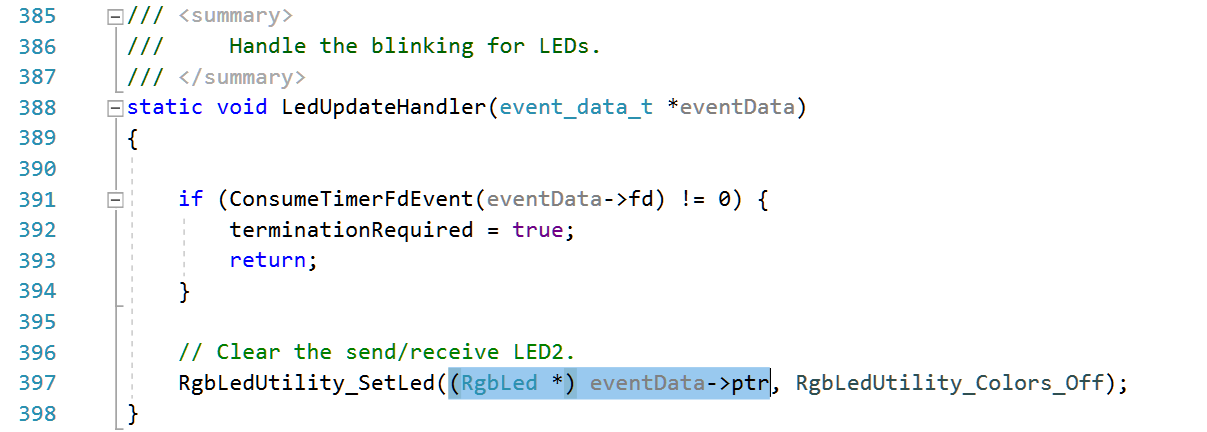 385 /// <summary>
386 ///     Handle the blinking for LEDs.
387 /// </summary>
388 static void LedUpdateHandler(event_data_t *eventData)
389 {
390
391     if (ConsumeTimerFdEvent(eventData->fd) != 0) {
392         terminationRequired = true;
393         return;
394     }
395
396     // Clear the send/receive LED2.
397     RgbLedUtility_SetLed((RgbLed *) eventData->ptr, RgbLedUtility_Colors_Off);
398 }